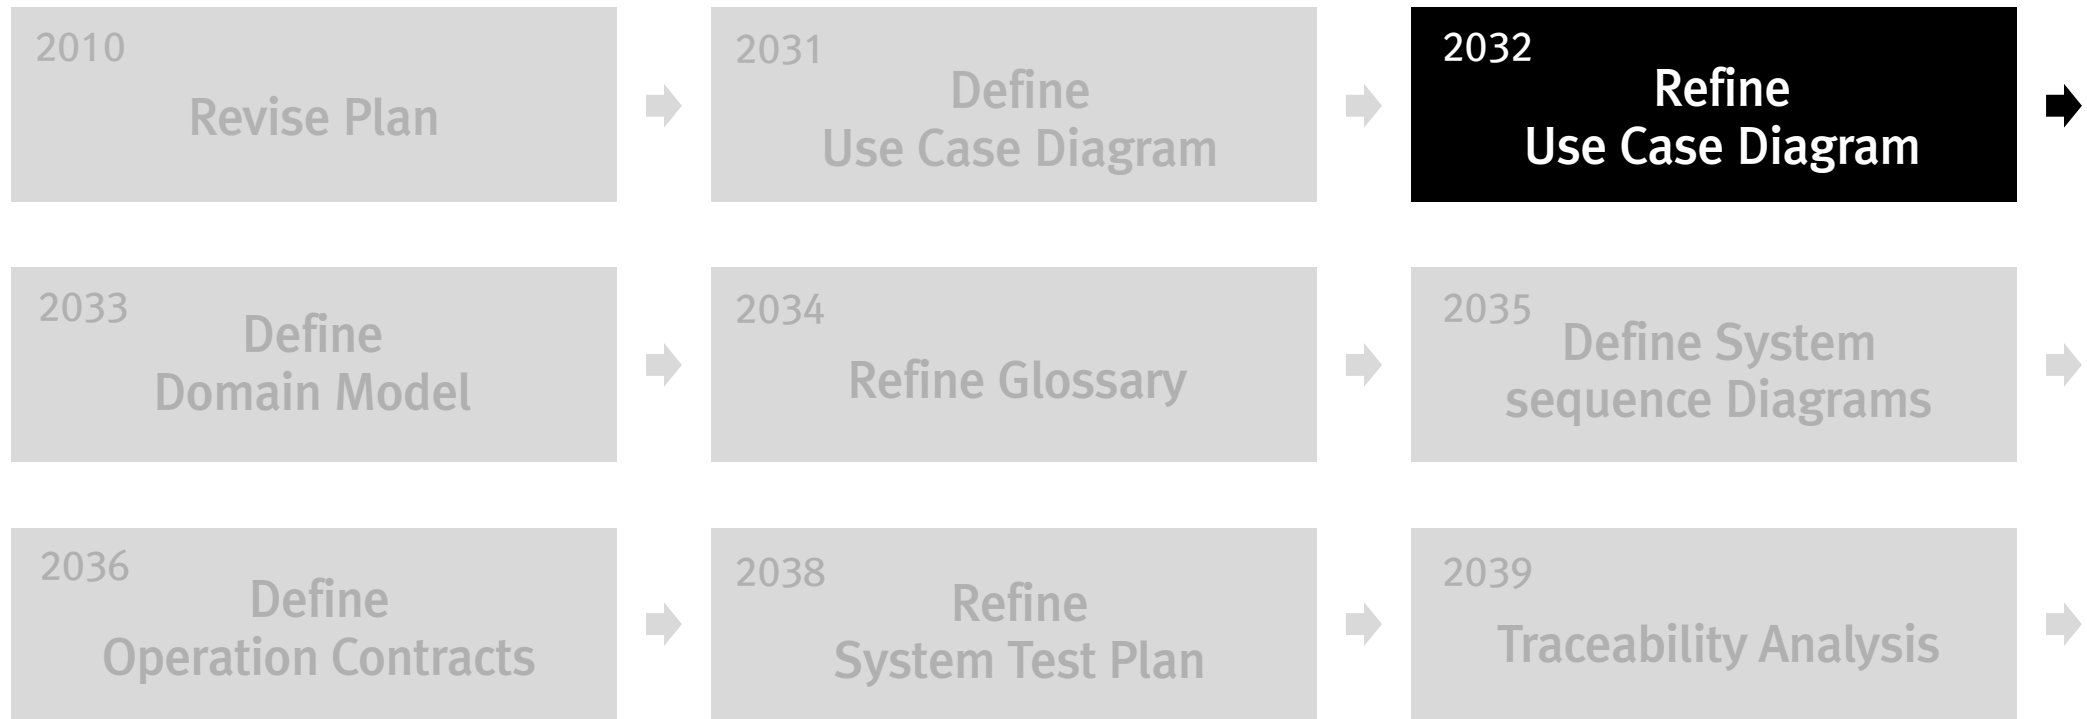 2010
Revise Plan
2031
Define
Use Case Diagram
2032
Refine
Use Case Diagram
2033
Define
Domain Model
2034
Refine Glossary
2035
Define System
sequence Diagrams
2036
Define
Operation Contracts
2038
Refine
System Test Plan
2039
Traceability Analysis